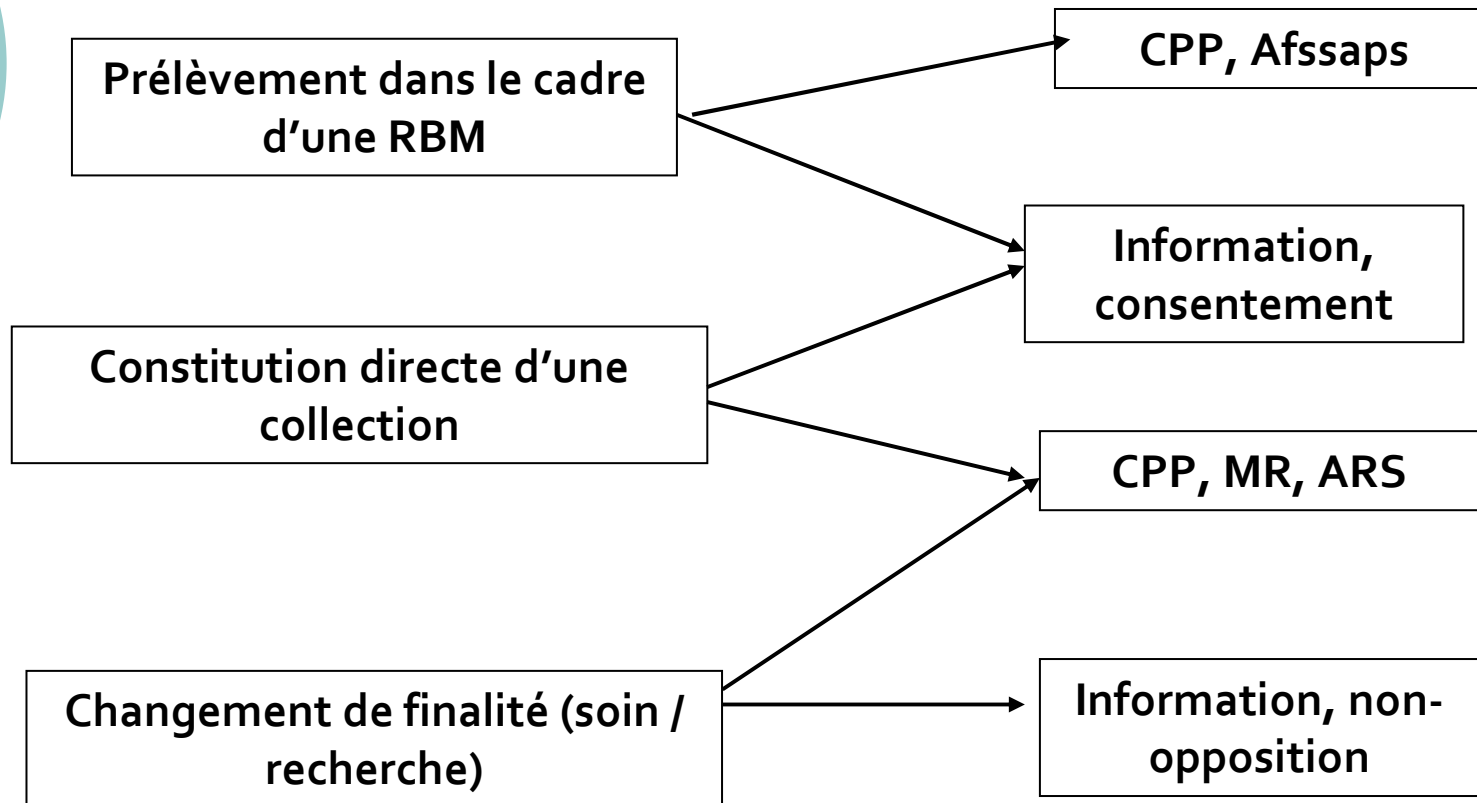 Prélèvement dans le cadre
d’une RBM
CPP, Afssaps
Information,
consentement
Constitution directe d’une
collection
CPP, MR, ARS
Changement de finalité (soin /
recherche)
Information, non-
opposition